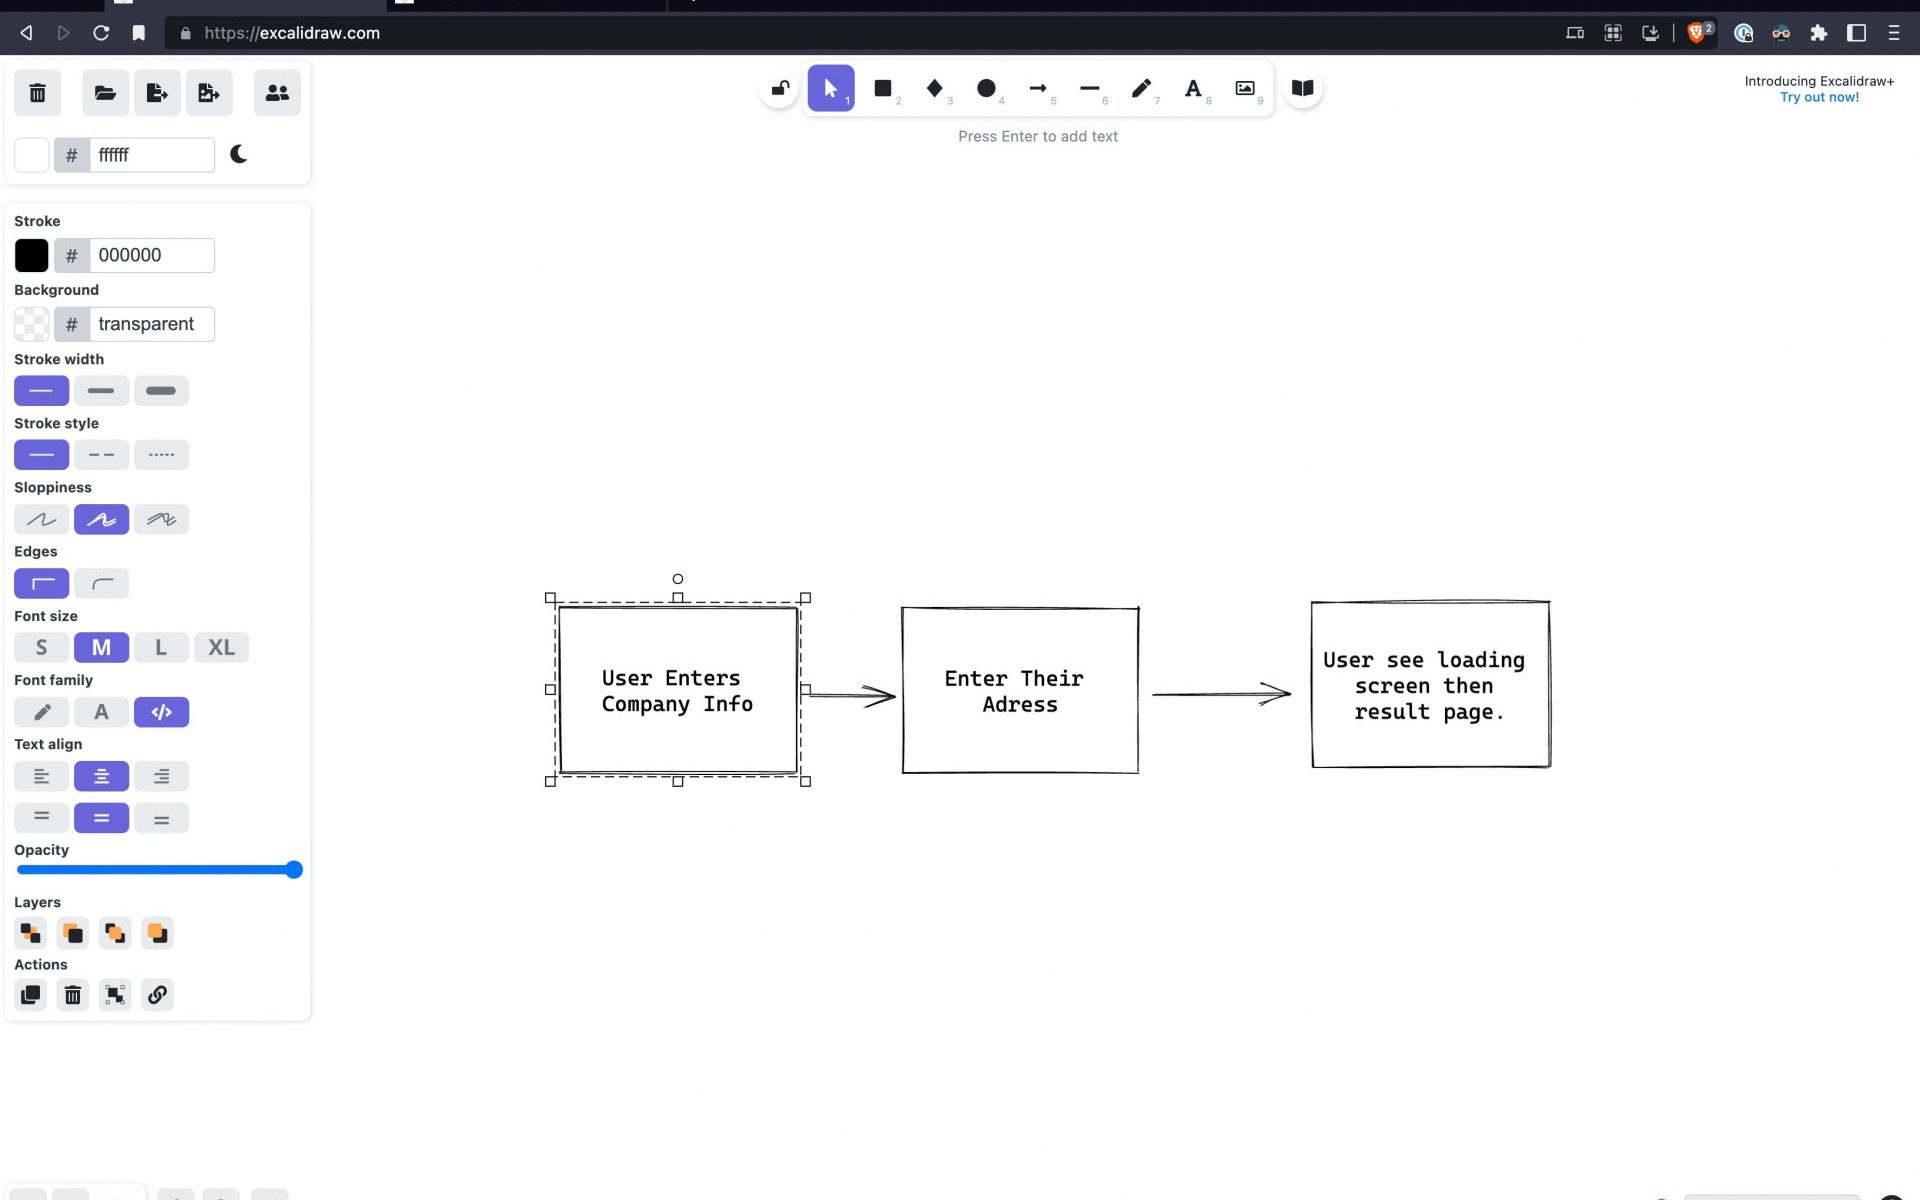 https://excalidraw.com
2
1
2
3
4
5
6
7
8
9
Introducing Excalidraw+
Try out now!
Press Enter to add text
# ffffff
Stroke
# 000000
Background
# transparent
Stroke width
Stroke style
Sloppiness
Edges
Font size
S M L XL
Font family
A </>
Text align
Opacity
Layers
Actions
User Enters
Company Info
Enter Their
Adress
User see loading
screen then
result page.